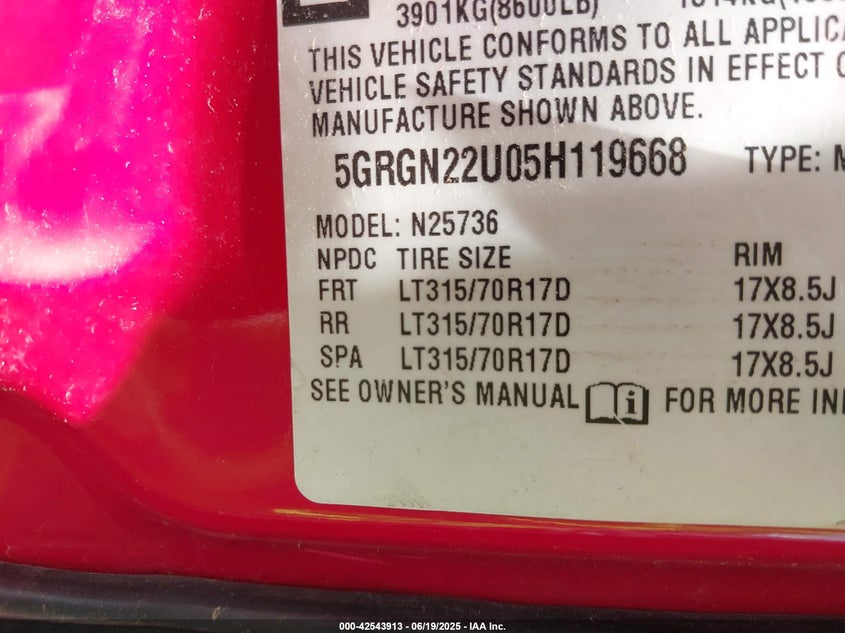 3901KG(8600LB)
THIS VEHICLE CONFORMS TO ALL
VEHICLE SAFETY STANDARDS IN EFFECT
MANUFACTURE SHOWN ABOVE.
5GRGN22U05H119668 TYPE:
MODEL: N25736
NPDC TIRE SIZE RIM
FRT LT315/70R17D 17X8.5J
RR LT315/70R17D 17X8.5J
SPA LT315/70R17D 17X8.5J
SEE OWNER'S MANUAL FOR MORE
000-42543913 - 06/19/2025 - IAA Inc.